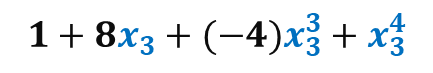 1 + 8x₃ + (−4)x₃³ + x₃⁴